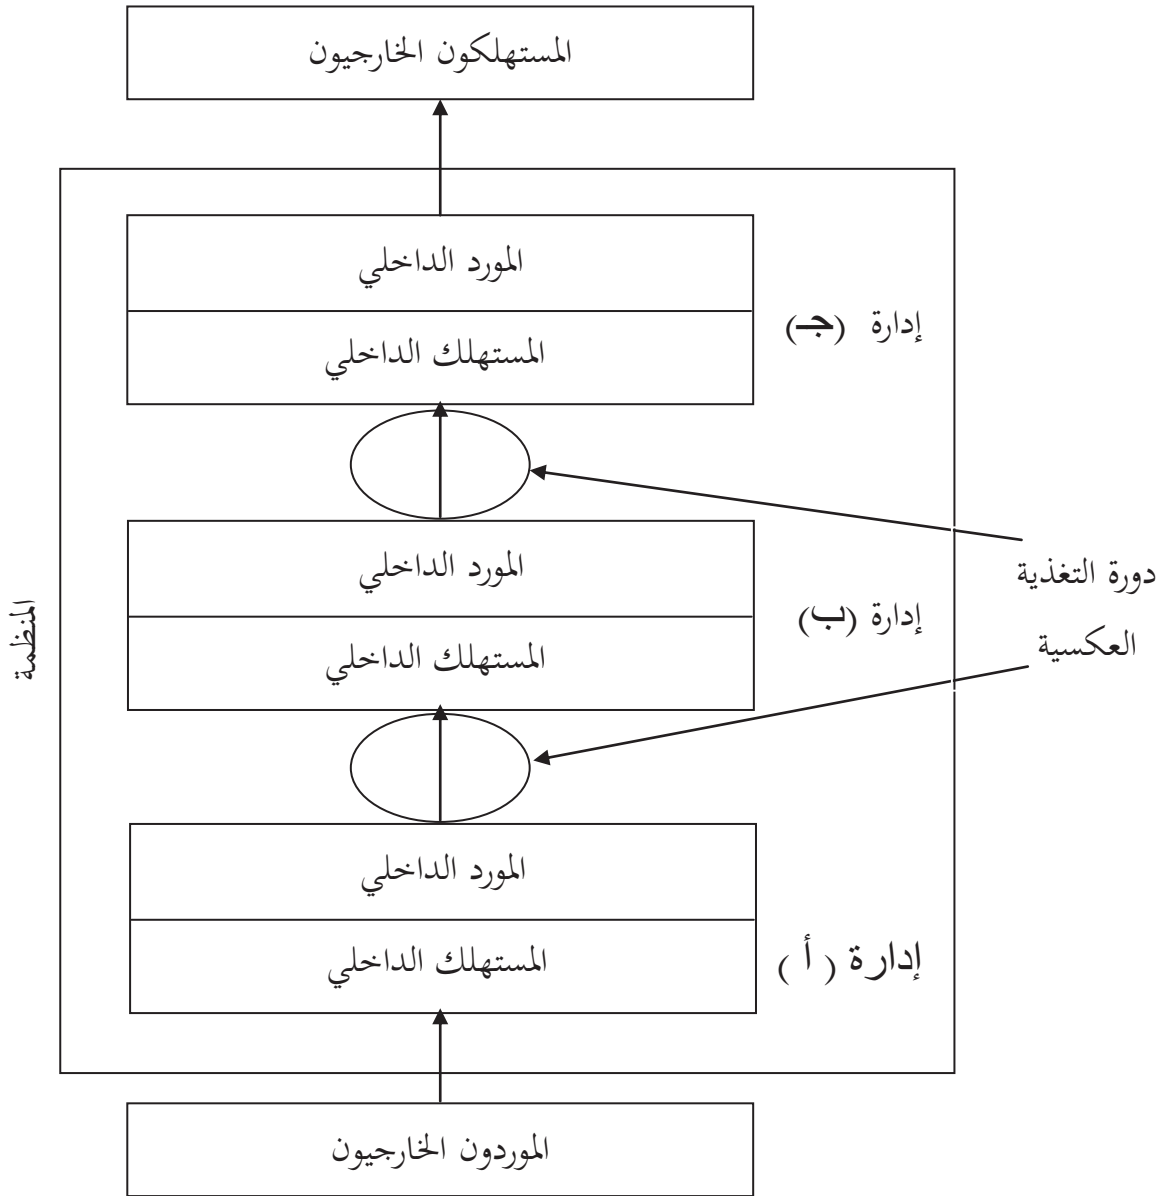 المستهلكون الخارجيون
المورد الداخلي
إدارة (جـ)
المستهلك الداخلي
المورد الداخلي
دورة التغذية
العكسية
إدارة (ب)
المستهلك الداخلي
المنظمة
المورد الداخلي
إدارة ( أ )
المستهلك الداخلي
الموردون الخارجيون